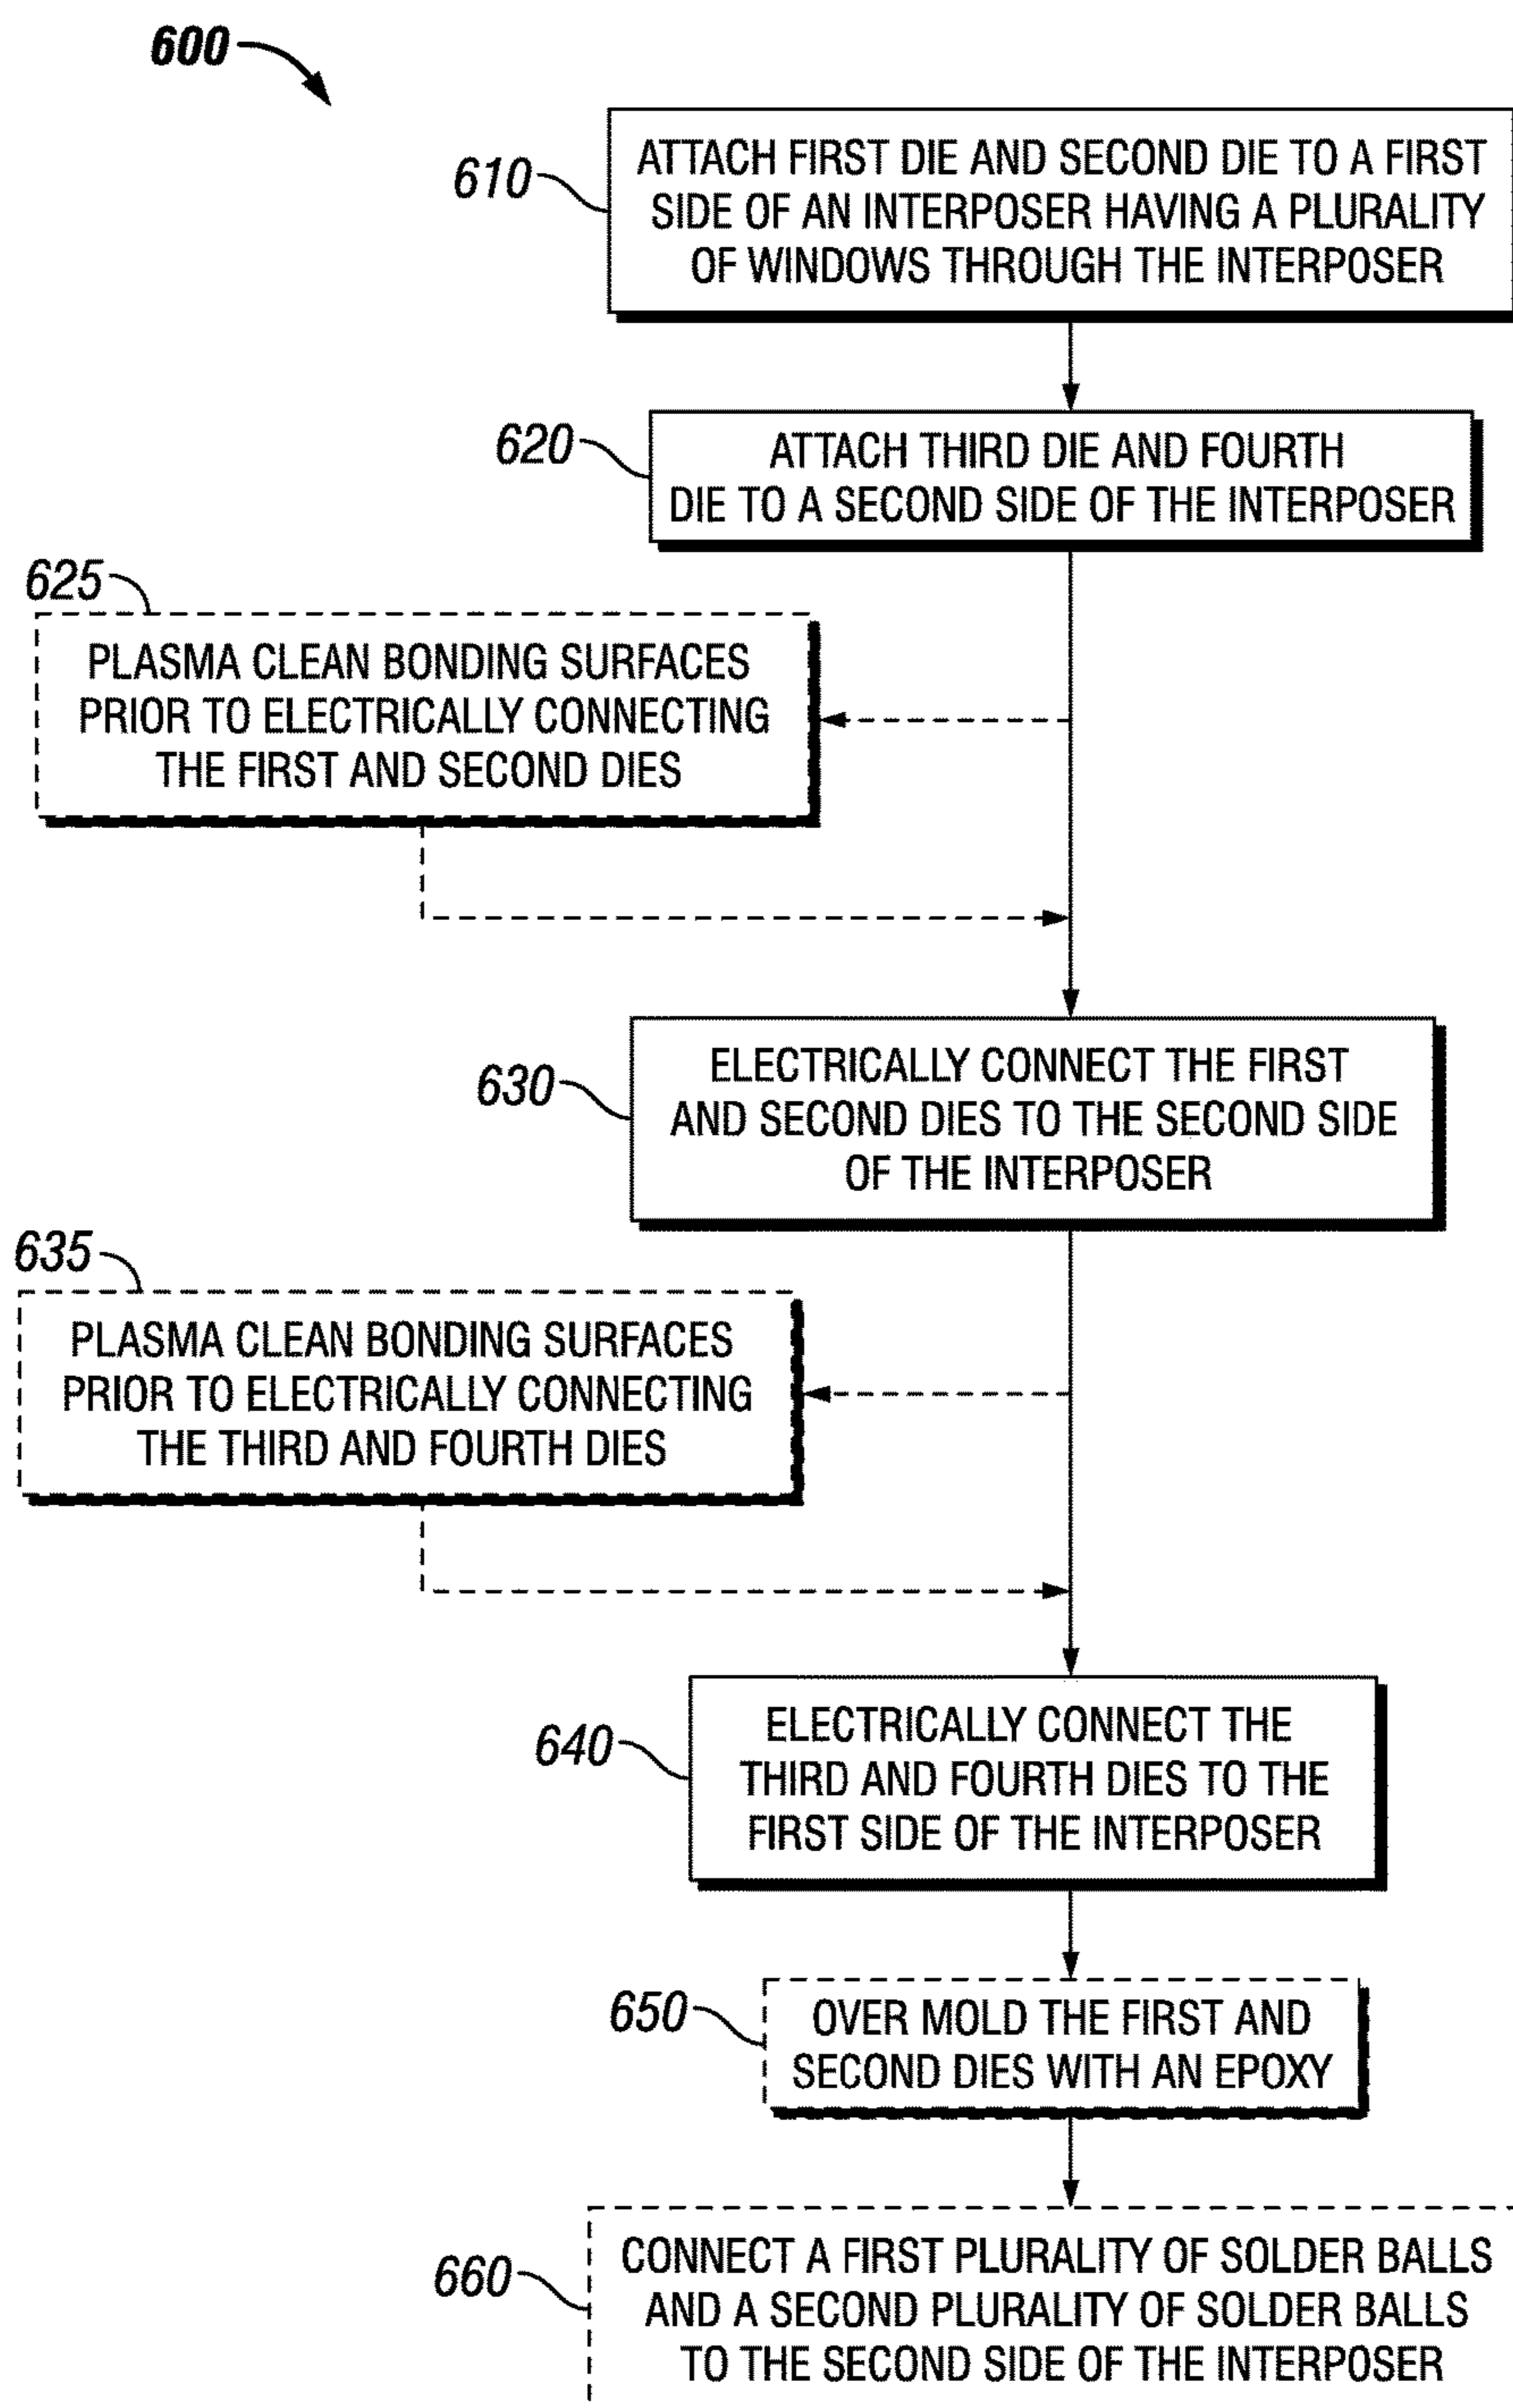 600
610
ATTACH FIRST DIE AND SECOND DIE TO A FIRST
SIDE OF AN INTERPOSER HAVING A PLURALITY
OF WINDOWS THROUGH THE INTERPOSER
620
ATTACH THIRD DIE AND FOURTH
DIE TO A SECOND SIDE OF THE INTERPOSER
625
PLASMA CLEAN BONDING SURFACES
PRIOR TO ELECTRICALLY CONNECTING
THE FIRST AND SECOND DIES
630
ELECTRICALLY CONNECT THE FIRST
AND SECOND DIES TO THE SECOND SIDE
OF THE INTERPOSER
635
PLASMA CLEAN BONDING SURFACES
PRIOR TO ELECTRICALLY CONNECTING
THE THIRD AND FOURTH DIES
640
ELECTRICALLY CONNECT THE
THIRD AND FOURTH DIES TO THE
FIRST SIDE OF THE INTERPOSER
650
OVER MOLD THE FIRST AND
SECOND DIES WITH AN EPOXY
660
CONNECT A FIRST PLURALITY OF SOLDER BALLS
AND A SECOND PLURALITY OF SOLDER BALLS
TO THE SECOND SIDE OF THE INTERPOSER